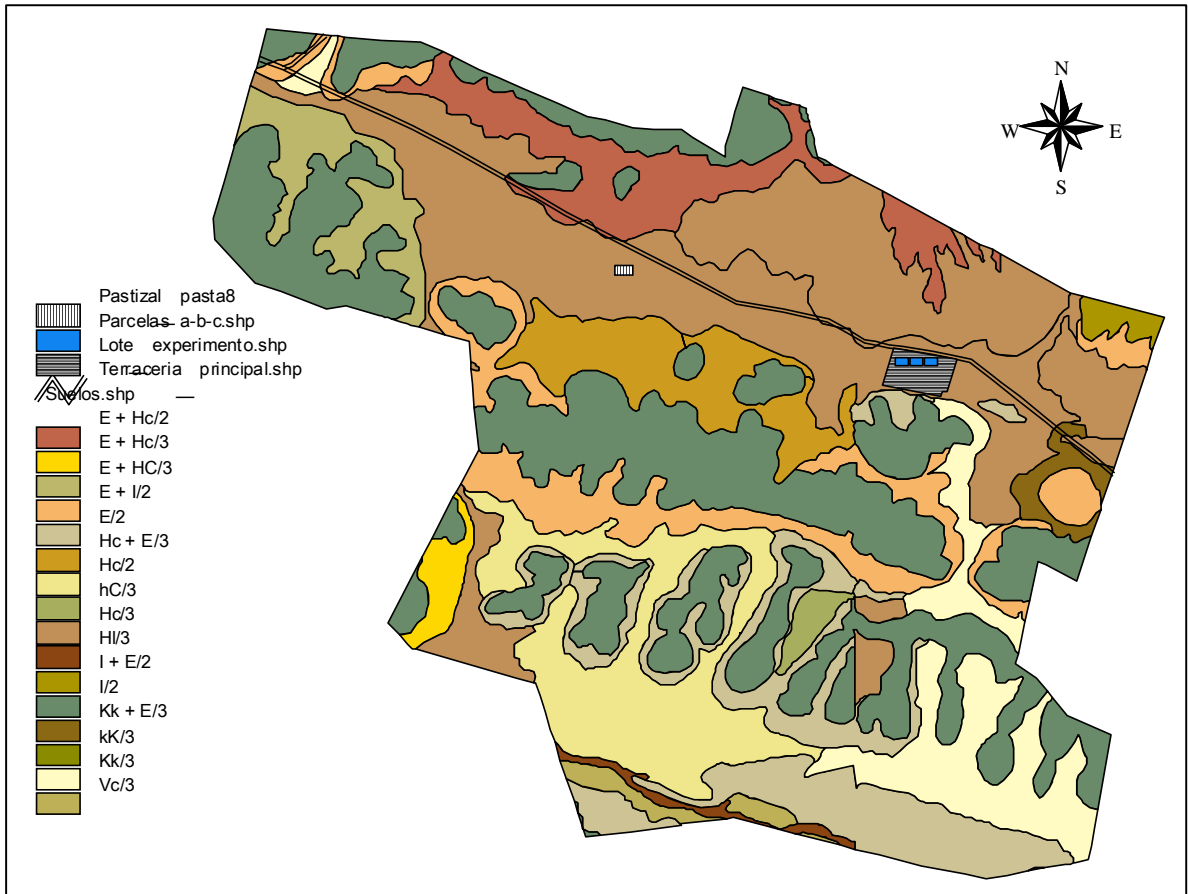 N
W E
S
Pastizal pasta8
Parcelas a-b-c.shp
Lote experimento.shp
Terraceria principal.shp
Suelos.shp
E + Hc/2
E + Hc/3
E + HC/3
E + I/2
E/2
Hc + E/3
Hc/2
hC/3
Hc/3
Hl/3
I + E/2
I/2
Kk + E/3
kK/3
Kk/3
Vc/3